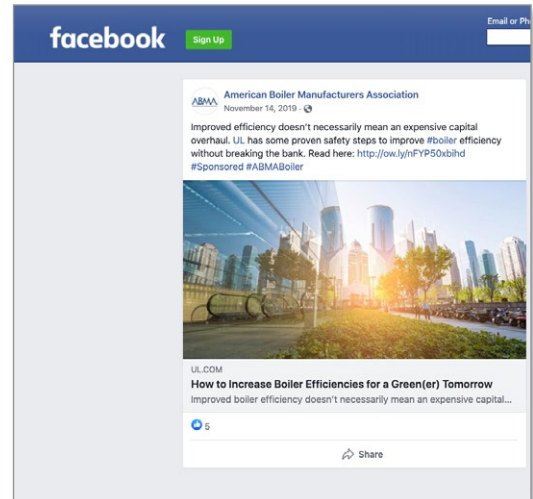 Email or Ph
facebook
Sign Up
ABMA
American Boiler Manufacturers Association
November 14, 2019 ·
Improved efficiency doesn't necessarily mean an expensive capital
overhaul. UL has some proven safety steps to improve #boiler efficiency
without breaking the bank. Read here: http://ow.ly/nFYP50xbihd
#Sponsored #ABMABoiler
UL.COM
How to Increase Boiler Efficiencies for a Green(er) Tomorrow
Improved boiler efficiency doesn't necessarily mean an expensive capital...
5
Share